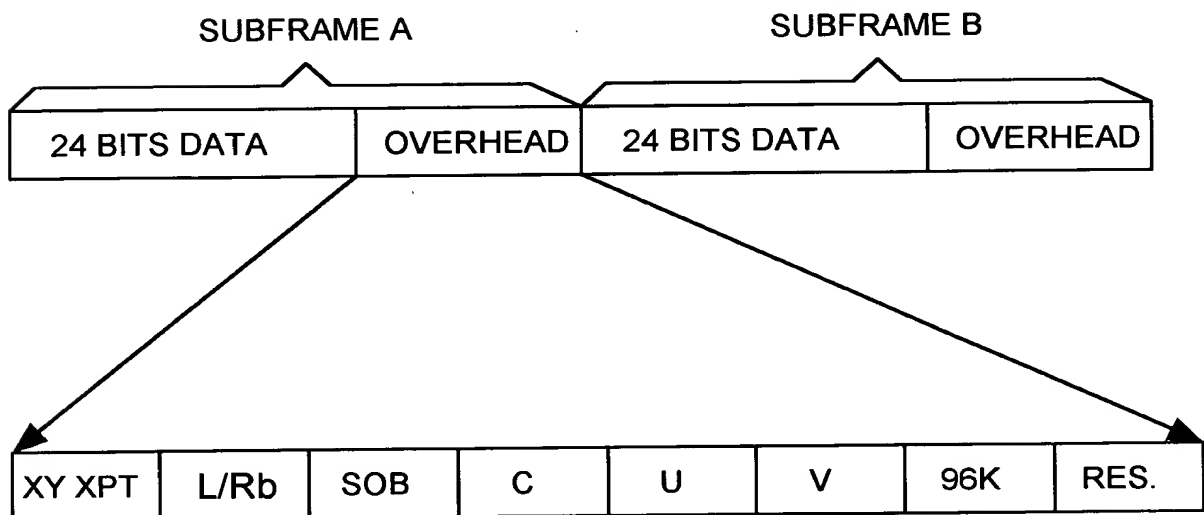 SUBFRAME A SUBFRAME B
24 BITS DATA OVERHEAD 24 BITS DATA OVERHEAD
XY XPT L/Rb SOB C U V 96K RES.